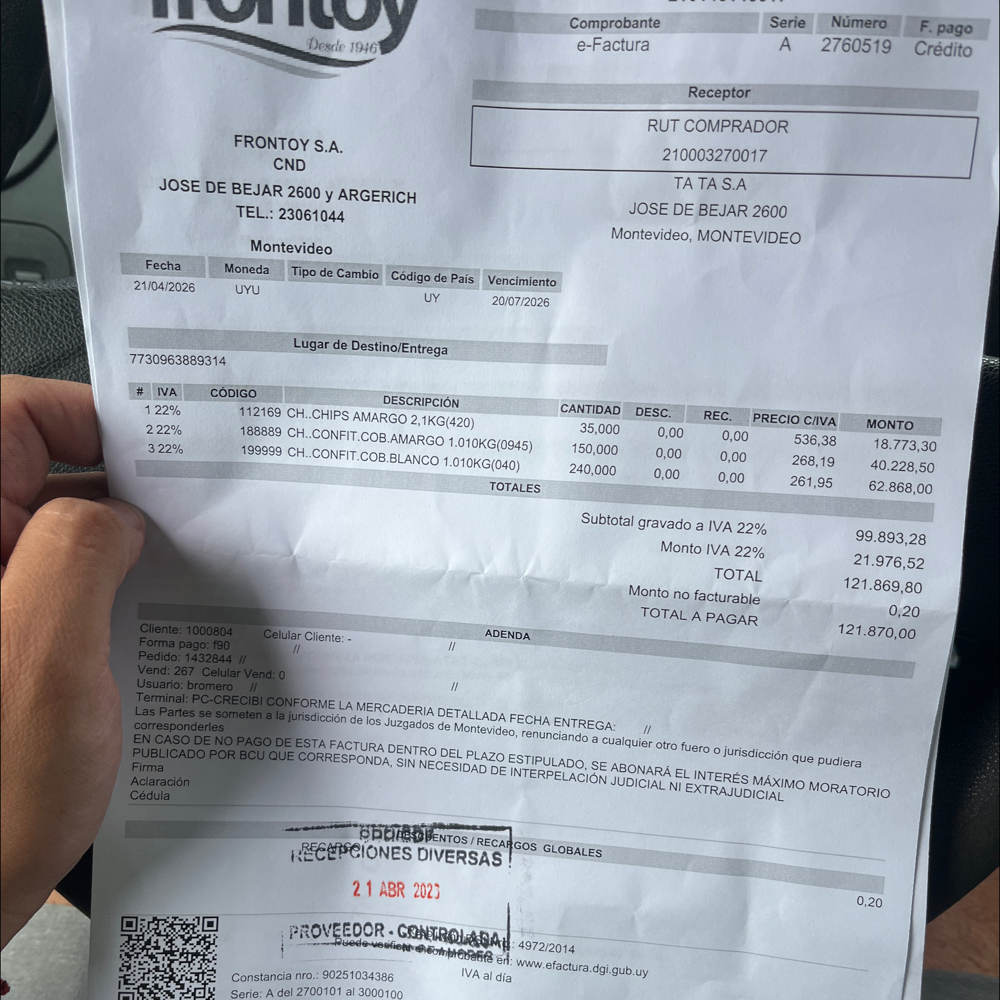 frontoy
Desde 1946
Comprobante Serie Número F. pago
e-Factura A 2760519 Crédito
Receptor
RUT COMPRADOR
210003270017
TA TA S.A
JOSE DE BEJAR 2600
Montevideo, MONTEVIDEO
FRONTOY S.A.
CND
JOSE DE BEJAR 2600 y ARGERICH
TEL.: 23061044
Montevideo
Fecha Moneda Tipo de Cambio Código de País Vencimiento
21/04/2026 UYU UY 20/07/2026
Lugar de Destino/Entrega
7730963889314
# IVA CÓDIGO DESCRIPCIÓN CANTIDAD DESC. REC. PRECIO C/IVA MONTO
1 22% 112169 CH..CHIPS AMARGO 2,1KG(420) 35,000 0,00 0,00 536,38 18.773,30
2 22% 188889 CH..CONFIT.COB.AMARGO 1.010KG(0945) 150,000 0,00 0,00 268,19 40.228,50
3 22% 199999 CH..CONFIT.COB.BLANCO 1.010KG(040) 240,000 0,00 0,00 261,95 62.868,00
TOTALES
Subtotal gravado a IVA 22% 99.893,28
Monto IVA 22% 21.976,52
TOTAL 121.869,80
Monto no facturable 0,20
TOTAL A PAGAR 121.870,00
ADENDA
Cliente: 1000804 Celular Cliente: - //
Forma pago: f90 //
Pedido: 1432844 //
Vend: 267 Celular Vend: 0
Usuario: bromero // //
Terminal: PC-CRECIBI CONFORME LA MERCADERIA DETALLADA FECHA ENTREGA: //
Las Partes se someten a la jurisdicción de los Juzgados de Montevideo, renunciando a cualquier otro fuero o jurisdicción que pudiera
corresponderles
EN CASO DE NO PAGO DE ESTA FACTURA DENTRO DEL PLAZO ESTIPULADO, SE ABONARÁ EL INTERÉS MÁXIMO MORATORIO
PUBLICADO POR BCU QUE CORRESPONDA, SIN NECESIDAD DE INTERPELACIÓN JUDICIAL NI EXTRAJUDICIAL
Firma
Aclaración
Cédula
DESCUENTOS / RECARGOS GLOBALES
RECARGO 0,20
RECEPCIONES DIVERSAS
21 ABR 2023
PROVEEDOR - CONTROLADA
4972/2014
Puede verificar comprobante en: www.efactura.dgi.gub.uy
Constancia nro.: 90251034386 IVA al día
Serie: A del 2700101 al 3000100